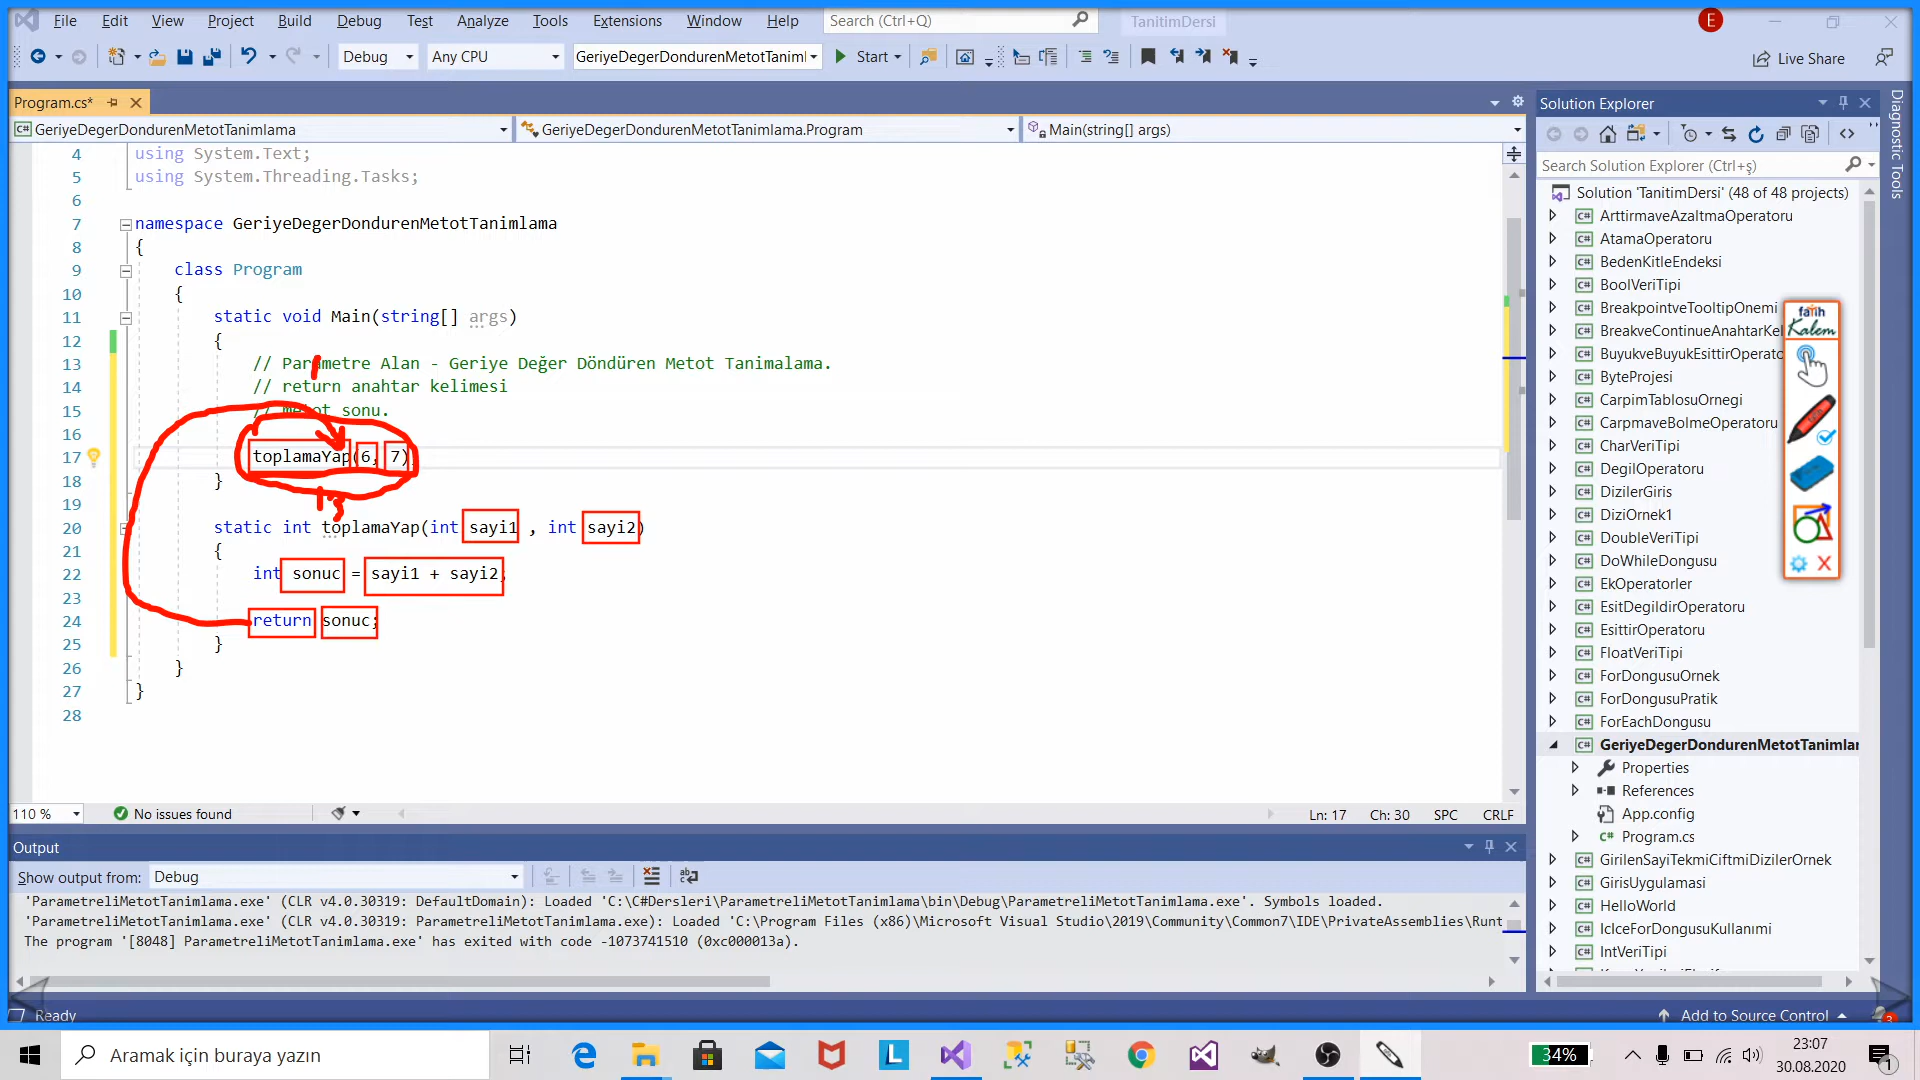 File Edit View Project Build Debug Test Analyze Tools Extensions Window Help Search (Ctrl+Q) TanitimDersi E
Debug Any CPU GeriyeDegerDondurenMetotTaniml Start Live Share
Program.cs*
GeriyeDegerDondurenMetotTanimlama GeriyeDegerDondurenMetotTanimlama.Program Main(string[] args)
4 using System.Text;
5 using System.Threading.Tasks;
6
7 namespace GeriyeDegerDondurenMetotTanimlama
8 {
9 class Program
10 {
11 static void Main(string[] args)
12 {
13 // Parametre Alan - Geriye Değer Döndüren Metot Tanimalama.
14 // return anahtar kelimesi
15 // metot sonu.
16
17 toplamaYap(6, 7)
18 }
13
19
20 static int toplamaYap(int sayi1 , int sayi2)
21 {
22 int sonuc = sayi1 + sayi2;
23
24 return sonuc;
25 }
26 }
27 }
28
110 % No issues found Ln: 17 Ch: 30 SPC CRLF
Output
Show output from: Debug
'ParametreliMetotTanimlama.exe' (CLR v4.0.30319: DefaultDomain): Loaded 'C:\C#Dersleri\ParametreliMetotTanimlama\bin\Debug\ParametreliMetotTanimlama.exe'. Symbols loaded.
'ParametreliMetotTanimlama.exe' (CLR v4.0.30319: ParametreliMetotTanimlama.exe): Loaded 'C:\Program Files (x86)\Microsoft Visual Studio\2019\Community\Common7\IDE\PrivateAssemblies\Runt
The program '[8048] ParametreliMetotTanimlama.exe' has exited with code -1073741510 (0xc000013a).
Solution Explorer
Search Solution Explorer (Ctrl+ş)
Solution 'TanitimDersi' (48 of 48 projects)
C# ArttirmaveAzaltmaOperatoru
C# AtamaOperatoru
C# BedenKitleEndeksi
C# BoolVeriTipi
C# BreakpointveTooltipOnemi
C# BreakveContinueAnahtarKel
C# BuyukveBuyukEsittirOperato
C# ByteProjesi
C# CarpimTablosuOrnegi
C# CarpmaveBolmeOperatoru
C# CharVeriTipi
C# DegilOperatoru
C# DizilerGiris
C# DiziOrnek1
C# DoubleVeriTipi
C# DoWhileDongusu
C# EkOperatorler
C# EsitDegildirOperatoru
C# EsittirOperatoru
C# FloatVeriTipi
C# ForDongusuOrnek
C# ForDongusuPratik
C# ForEachDongusu
C# GeriyeDegerDondurenMetotTanimlar
Properties
References
App.config
C# Program.cs
C# GirilenSayiTekmiCiftmiDizilerOrnek
C# GirisUygulamasi
C# HelloWorld
C# IcIceForDongusuKullanımı
C# IntVeriTipi
Diagnostic Tools
fatih
Kalem
Ready Add to Source Control 3
Aramak için buraya yazın 34% 23:07
30.08.2020 1